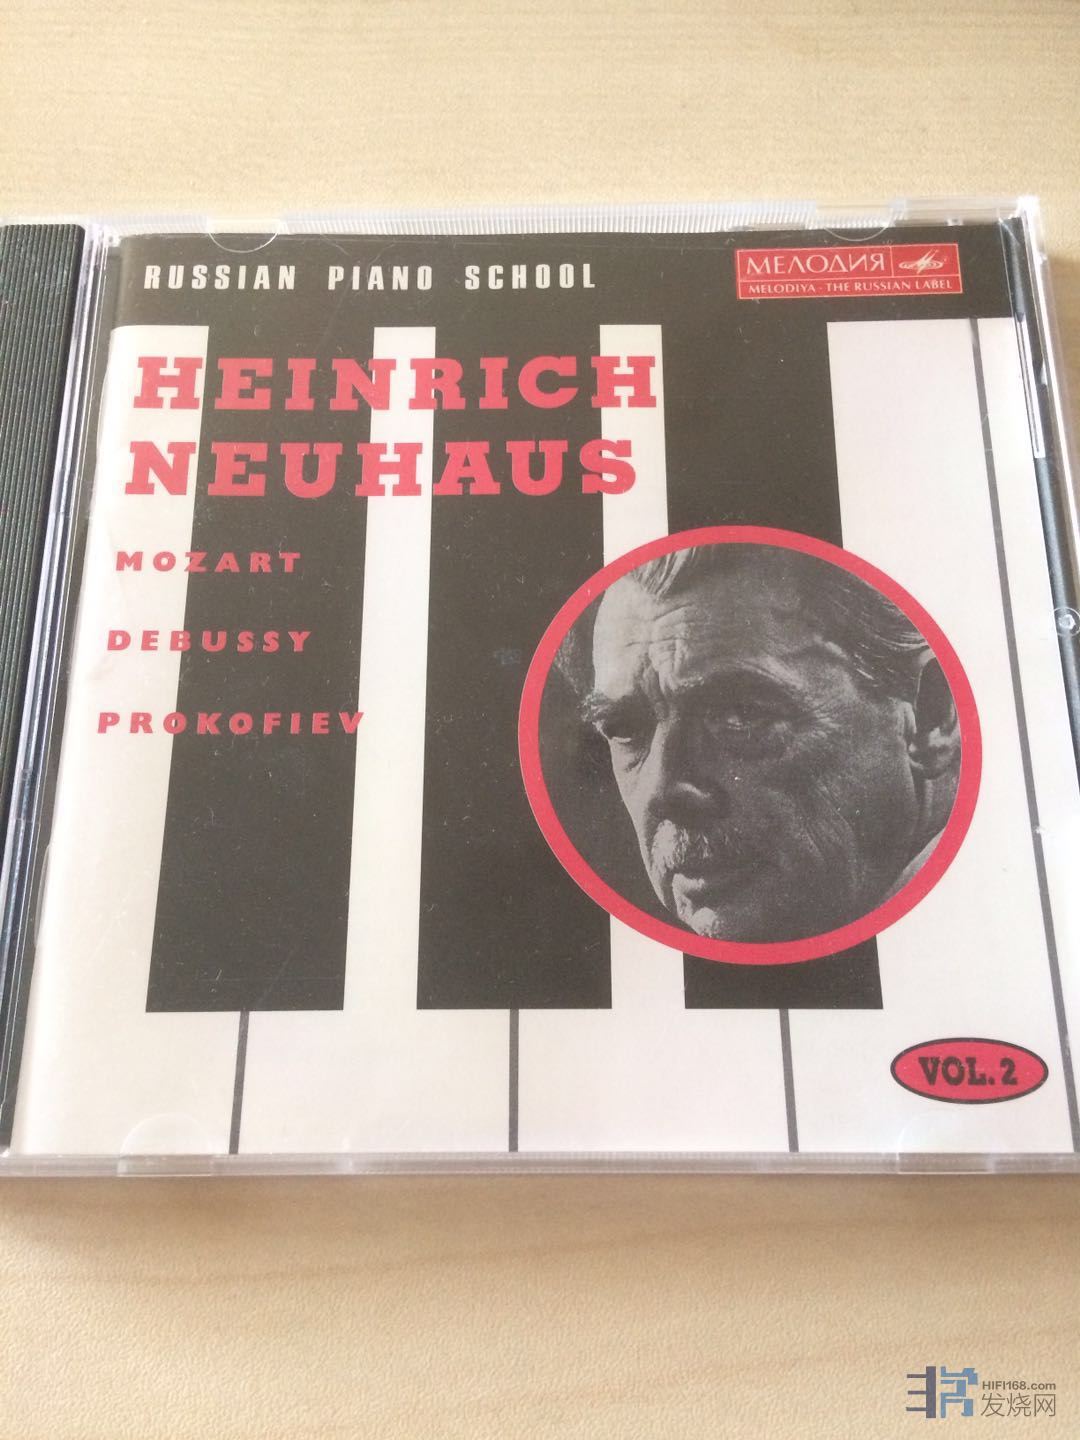 RUSSIAN PIANO SCHOOL
МЕЛОДИЯ
MELODIYA · THE RUSSIAN LABEL
HEINRICH
NEUHAUS
MOZART
DEBUSSY
PROKOFIEV
VOL. 2
HIFI168.com
发烧网